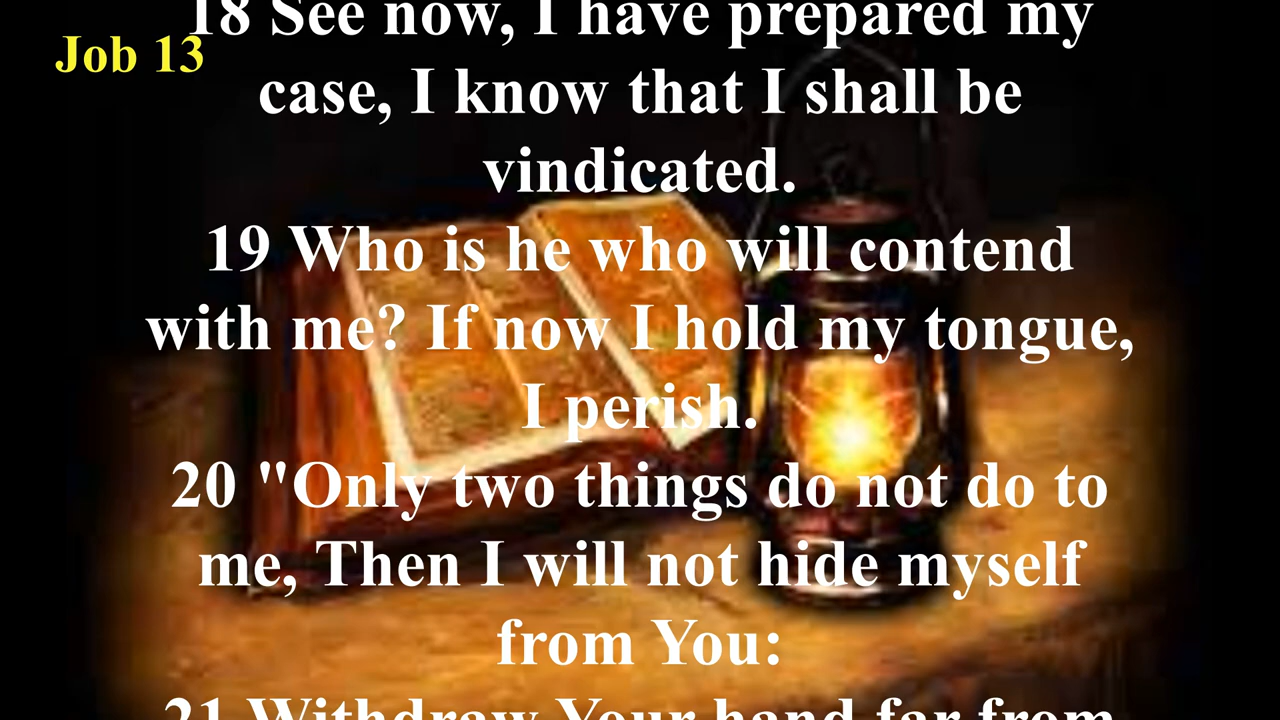 Job 13
18 See now, I have prepared my
case, I know that I shall be
vindicated.
19 Who is he who will contend
with me? If now I hold my tongue,
I perish.
20 "Only two things do not do to
me, Then I will not hide myself
from You:
21 Withdraw Your hand far from